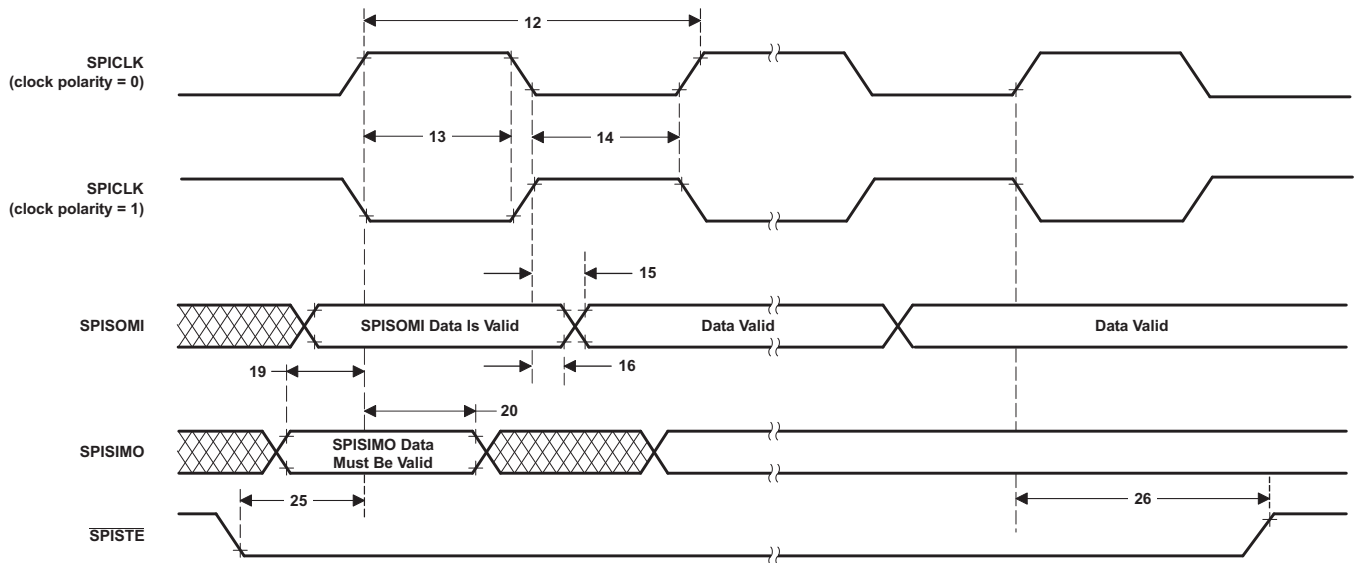 12
SPICLK
(clock polarity = 0)
13
14
SPICLK
(clock polarity = 1)
15
SPISOMI
SPISOMI Data Is Valid
Data Valid
Data Valid
19
16
20
SPISIMO
SPISIMO Data
Must Be Valid
25
26
SPISTE